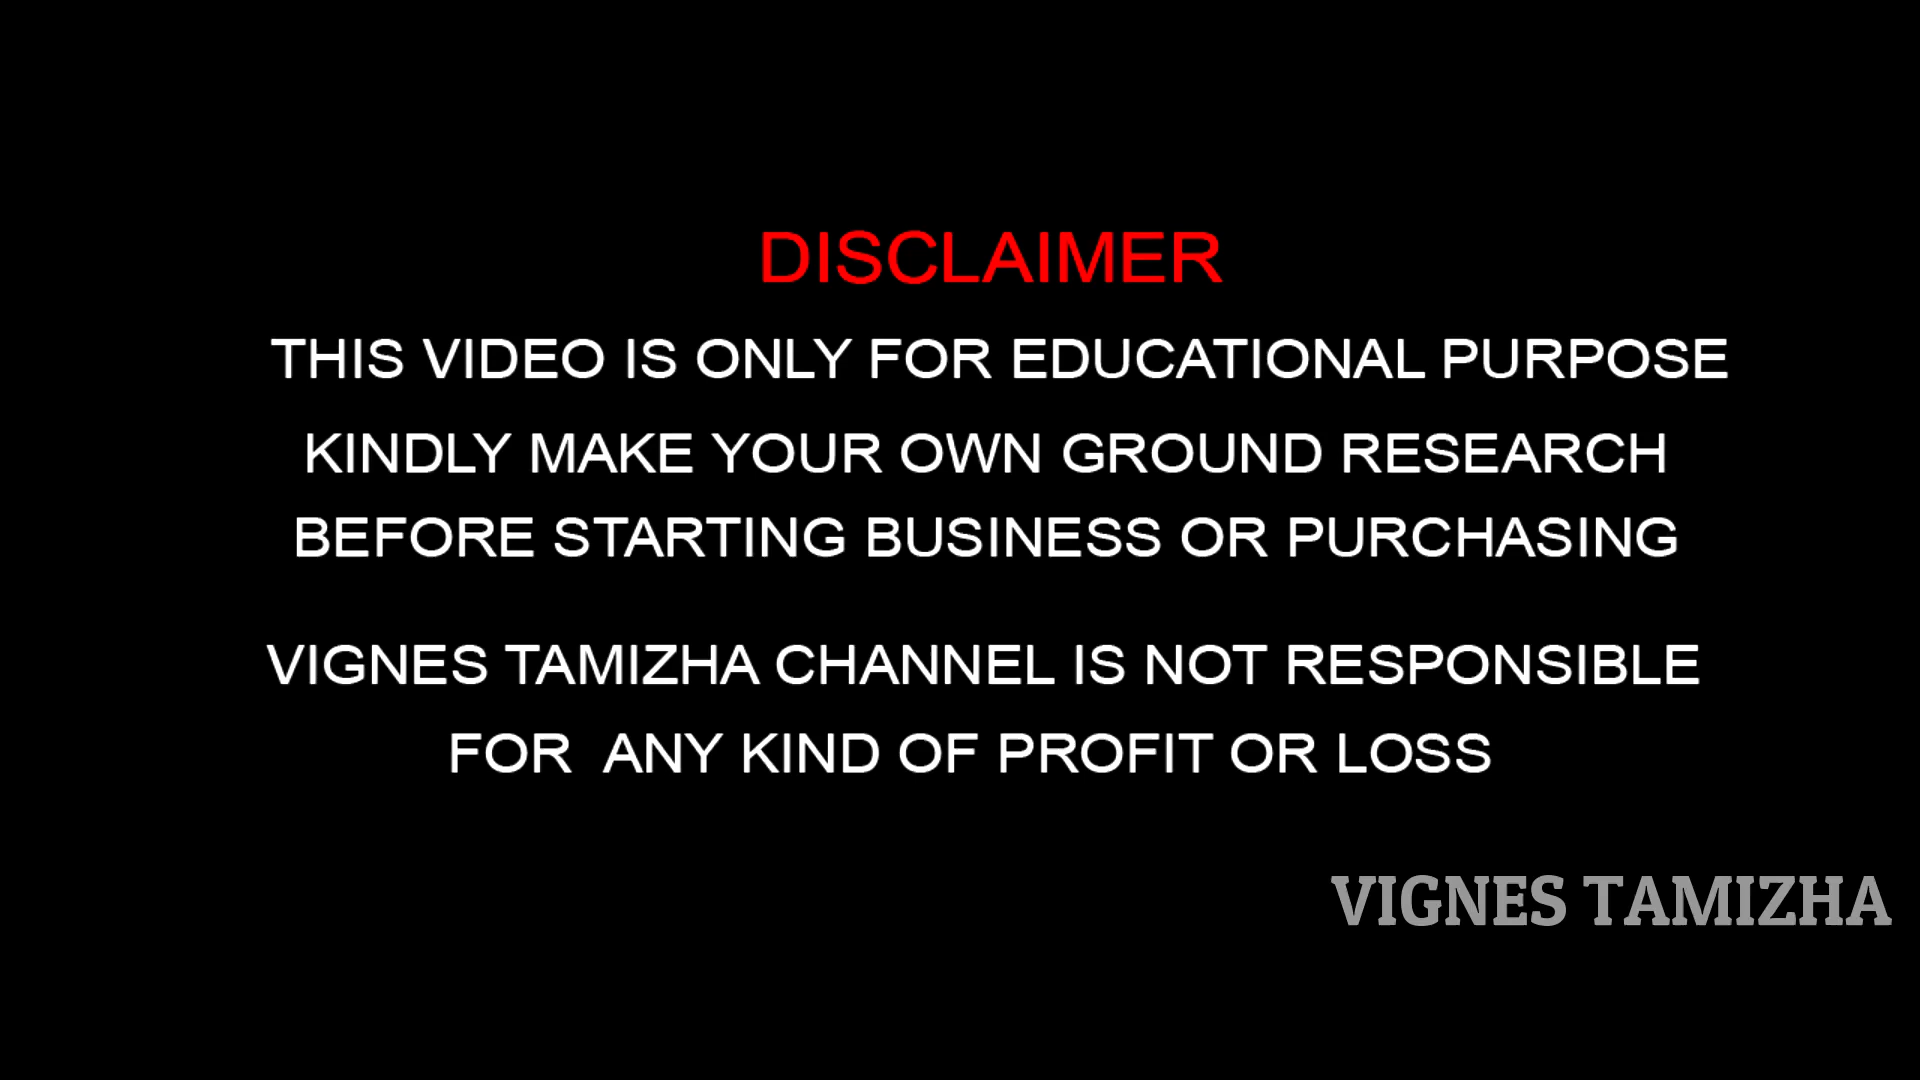 DISCLAIMER
THIS VIDEO IS ONLY FOR EDUCATIONAL PURPOSE
KINDLY MAKE YOUR OWN GROUND RESEARCH
BEFORE STARTING BUSINESS OR PURCHASING
VIGNES TAMIZHA CHANNEL IS NOT RESPONSIBLE
FOR  ANY KIND OF PROFIT OR LOSS
VIGNES TAMIZHA